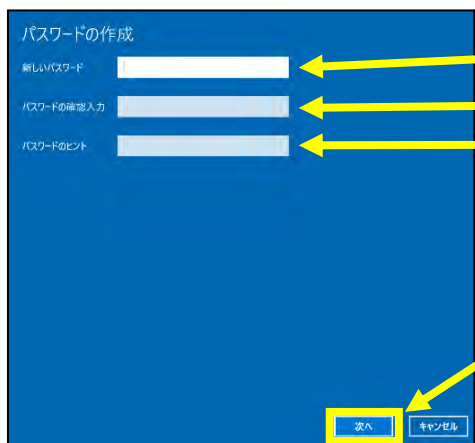 パスワードの作成
新しいパスワード
パスワードの確認入力
パスワードのヒント
次へ キャンセル